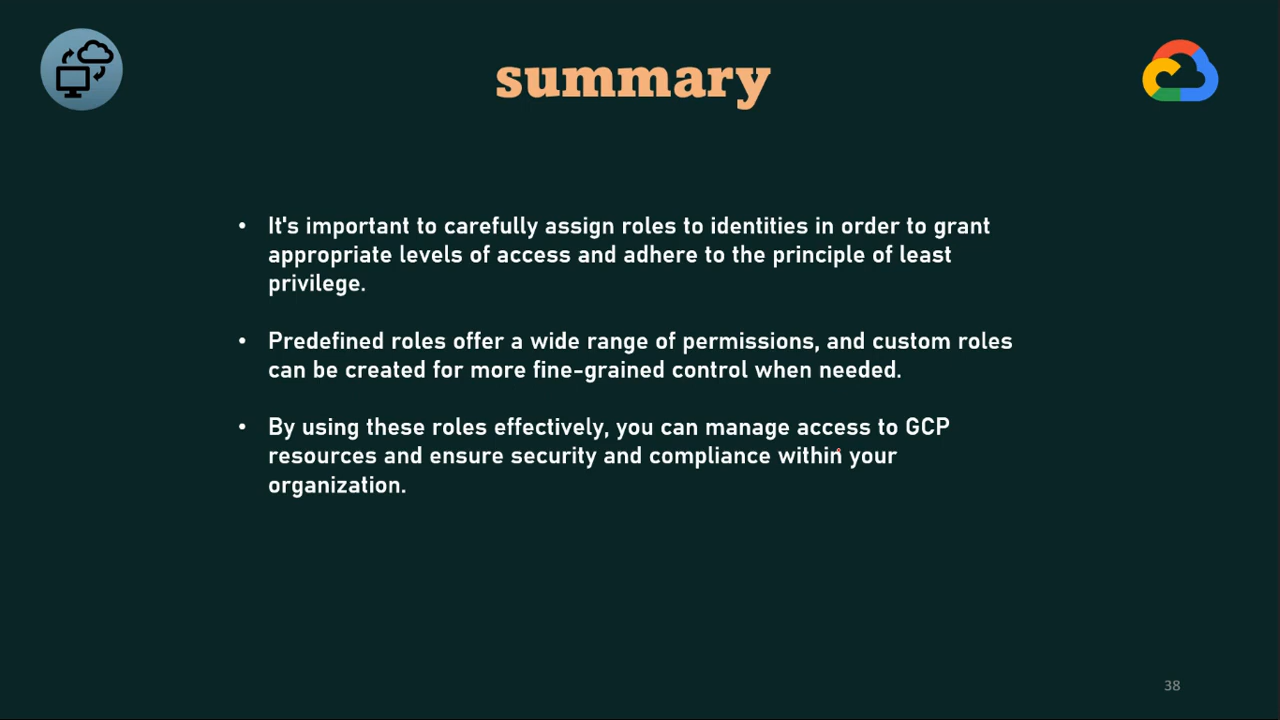 summary
• It's important to carefully assign roles to identities in order to grant
appropriate levels of access and adhere to the principle of least
privilege.
• Predefined roles offer a wide range of permissions, and custom roles
can be created for more fine-grained control when needed.
• By using these roles effectively, you can manage access to GCP
resources and ensure security and compliance within your
organization.
38